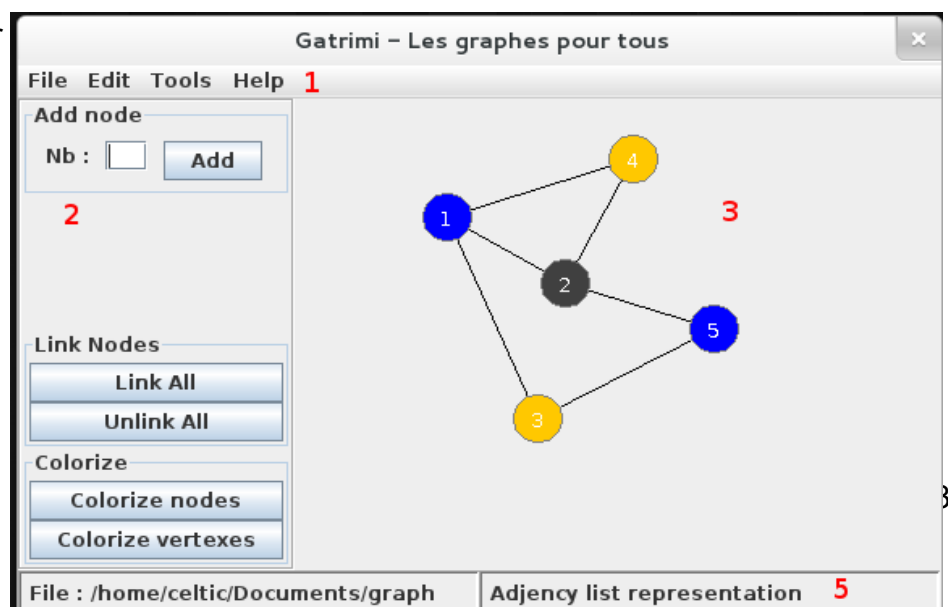 Gatrimi – Les graphes pour tous
File Edit Tools Help 1
Add node
Nb : Add
2
4
3
1
2
5
3
Link Nodes
Link All
Unlink All
Colorize
Colorize nodes
Colorize vertexes
File : /home/celtic/Documents/graph
Adjency list representation 5